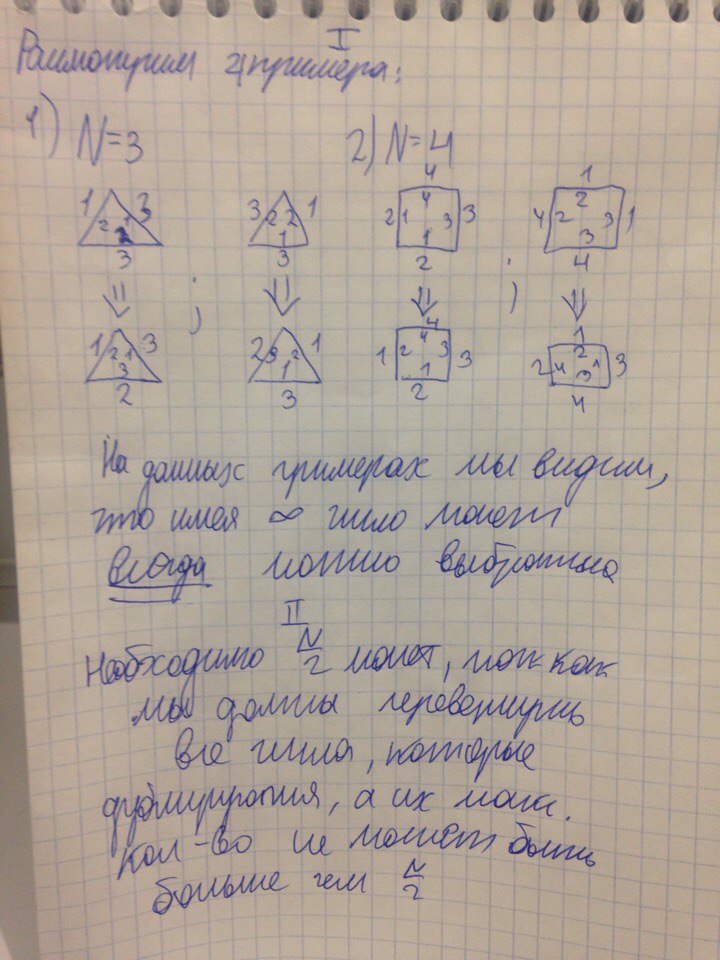 I
Рассмотрим 4 примера:
1) N=3 2) N=4
4 1
1 3 3 1 2 3 4 1
2 1 2 2 4 2
2 1 1 3 2 3
3 3 1 3
2 4
; ;
4 1
1 3 2 1 1 3 2 3
2 1 3 2 4 2
3 1 2 3 4 1
2 3 1 3
2 4
На данных примерах мы видим,
что имея ∞ число монет
всегда можно выбрать
II
Необходимо N/2 монет, так как
мы должны перевернуть
все числа, которые
дублируются, а их макс.
кол-во не может быть
больше чем N/2